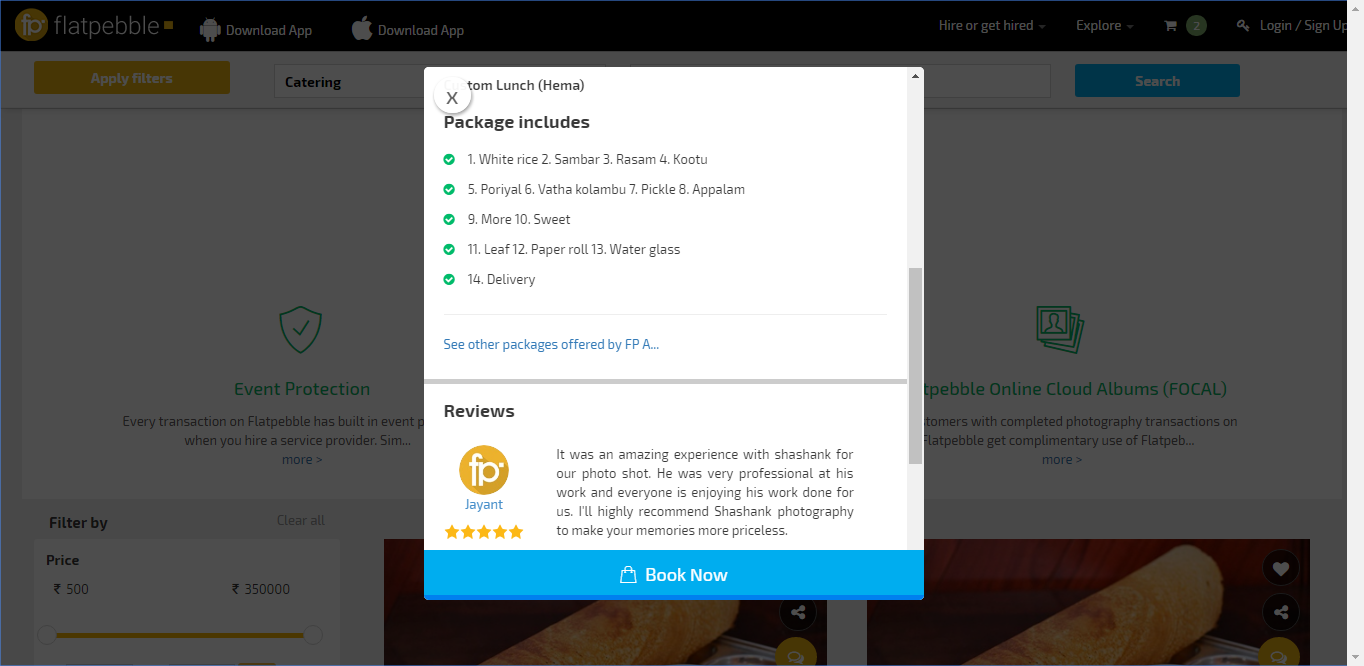 fp flatpebble
Download App
Download App
Hire or get hired
Explore
2
Login / Sign Up
Apply filters
Catering
Search
X
tom Lunch (Hema)
Package includes
1. White rice 2. Sambar 3. Rasam 4. Kootu
5. Poriyal 6. Vatha kolambu 7. Pickle 8. Appalam
9. More 10. Sweet
11. Leaf 12. Paper roll 13. Water glass
14. Delivery
See other packages offered by FP A...
Reviews
fp
Jayant
It was an amazing experience with shashank for
our photo shot. He was very professional at his
work and everyone is enjoying his work done for
us. I'll highly recommend Shashank photography
to make your memories more priceless.
Book Now
Event Protection
Every transaction on Flatpebble has built in event p
when you hire a service provider. Sim...
more >
tpebble Online Cloud Albums (FOCAL)
stomers with completed photography transactions on
Flatpebble get complimentary use of Flatpeb...
more >
Filter by
Clear all
Price
₹ 500
₹ 350000